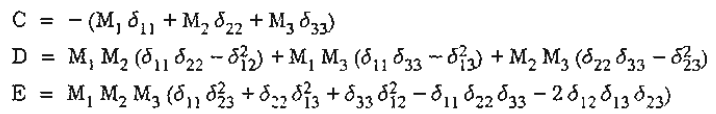 C = − (M₁ δ₁₁ + M₂ δ₂₂ + M₃ δ₃₃)
D = M₁ M₂ (δ₁₁ δ₂₂ − δ₁₂²) + M₁ M₃ (δ₁₁ δ₃₃ − δ₁₃²) + M₂ M₃ (δ₂₂ δ₃₃ − δ₂₃²)
E = M₁ M₂ M₃ (δ₁₁ δ₂₃² + δ₂₂ δ₁₃² + δ₃₃ δ₁₂² − δ₁₁ δ₂₂ δ₃₃ − 2 δ₁₂ δ₁₃ δ₂₃)